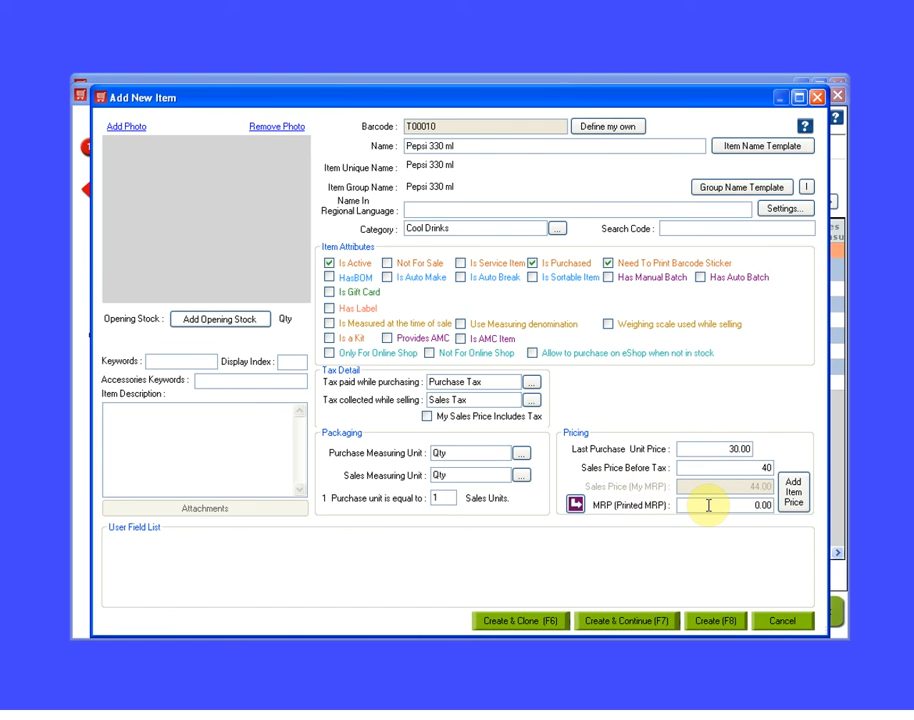 Add New Item
Add Photo Remove Photo Barcode : T00010 Define my own
Name : Pepsi 330 ml Item Name Template
Item Unique Name : Pepsi 330 ml
Item Group Name : Pepsi 330 ml Group Name Template I
Name In
Regional Language : Settings...
Category : Cool Drinks ... Search Code :
Item Attributes
Is Active Not For Sale Is Service Item Is Purchased Need To Print Barcode Sticker
HasBOM Is Auto Make Is Auto Break Is Sortable Item Has Manual Batch Has Auto Batch
Is Gift Card
Has Label
Opening Stock : Add Opening Stock Qty
Is Measured at the time of sale Use Measuring denomination Weighing scale used while selling
Is a Kit Provides AMC Is AMC Item
Only For Online Shop Not For Online Shop Allow to purchase on eShop when not in stock
Keywords : Display Index :
Accessories Keywords :
Item Description :
Tax Detail
Tax paid while purchasing : Purchase Tax ...
Tax collected while selling : Sales Tax ...
My Sales Price Includes Tax
Packaging
Purchase Measuring Unit : Qty ...
Sales Measuring Unit : Qty ...
1 Purchase unit is equal to : 1 Sales Units.
Pricing
Last Purchase Unit Price : 30.00
Sales Price Before Tax : 40
Sales Price (My MRP) : 44.00
MRP (Printed MRP) : 0.00
Add
Item
Price
Attachments
User Field List
Create & Clone (F6) Create & Continue (F7) Create (F8) Cancel